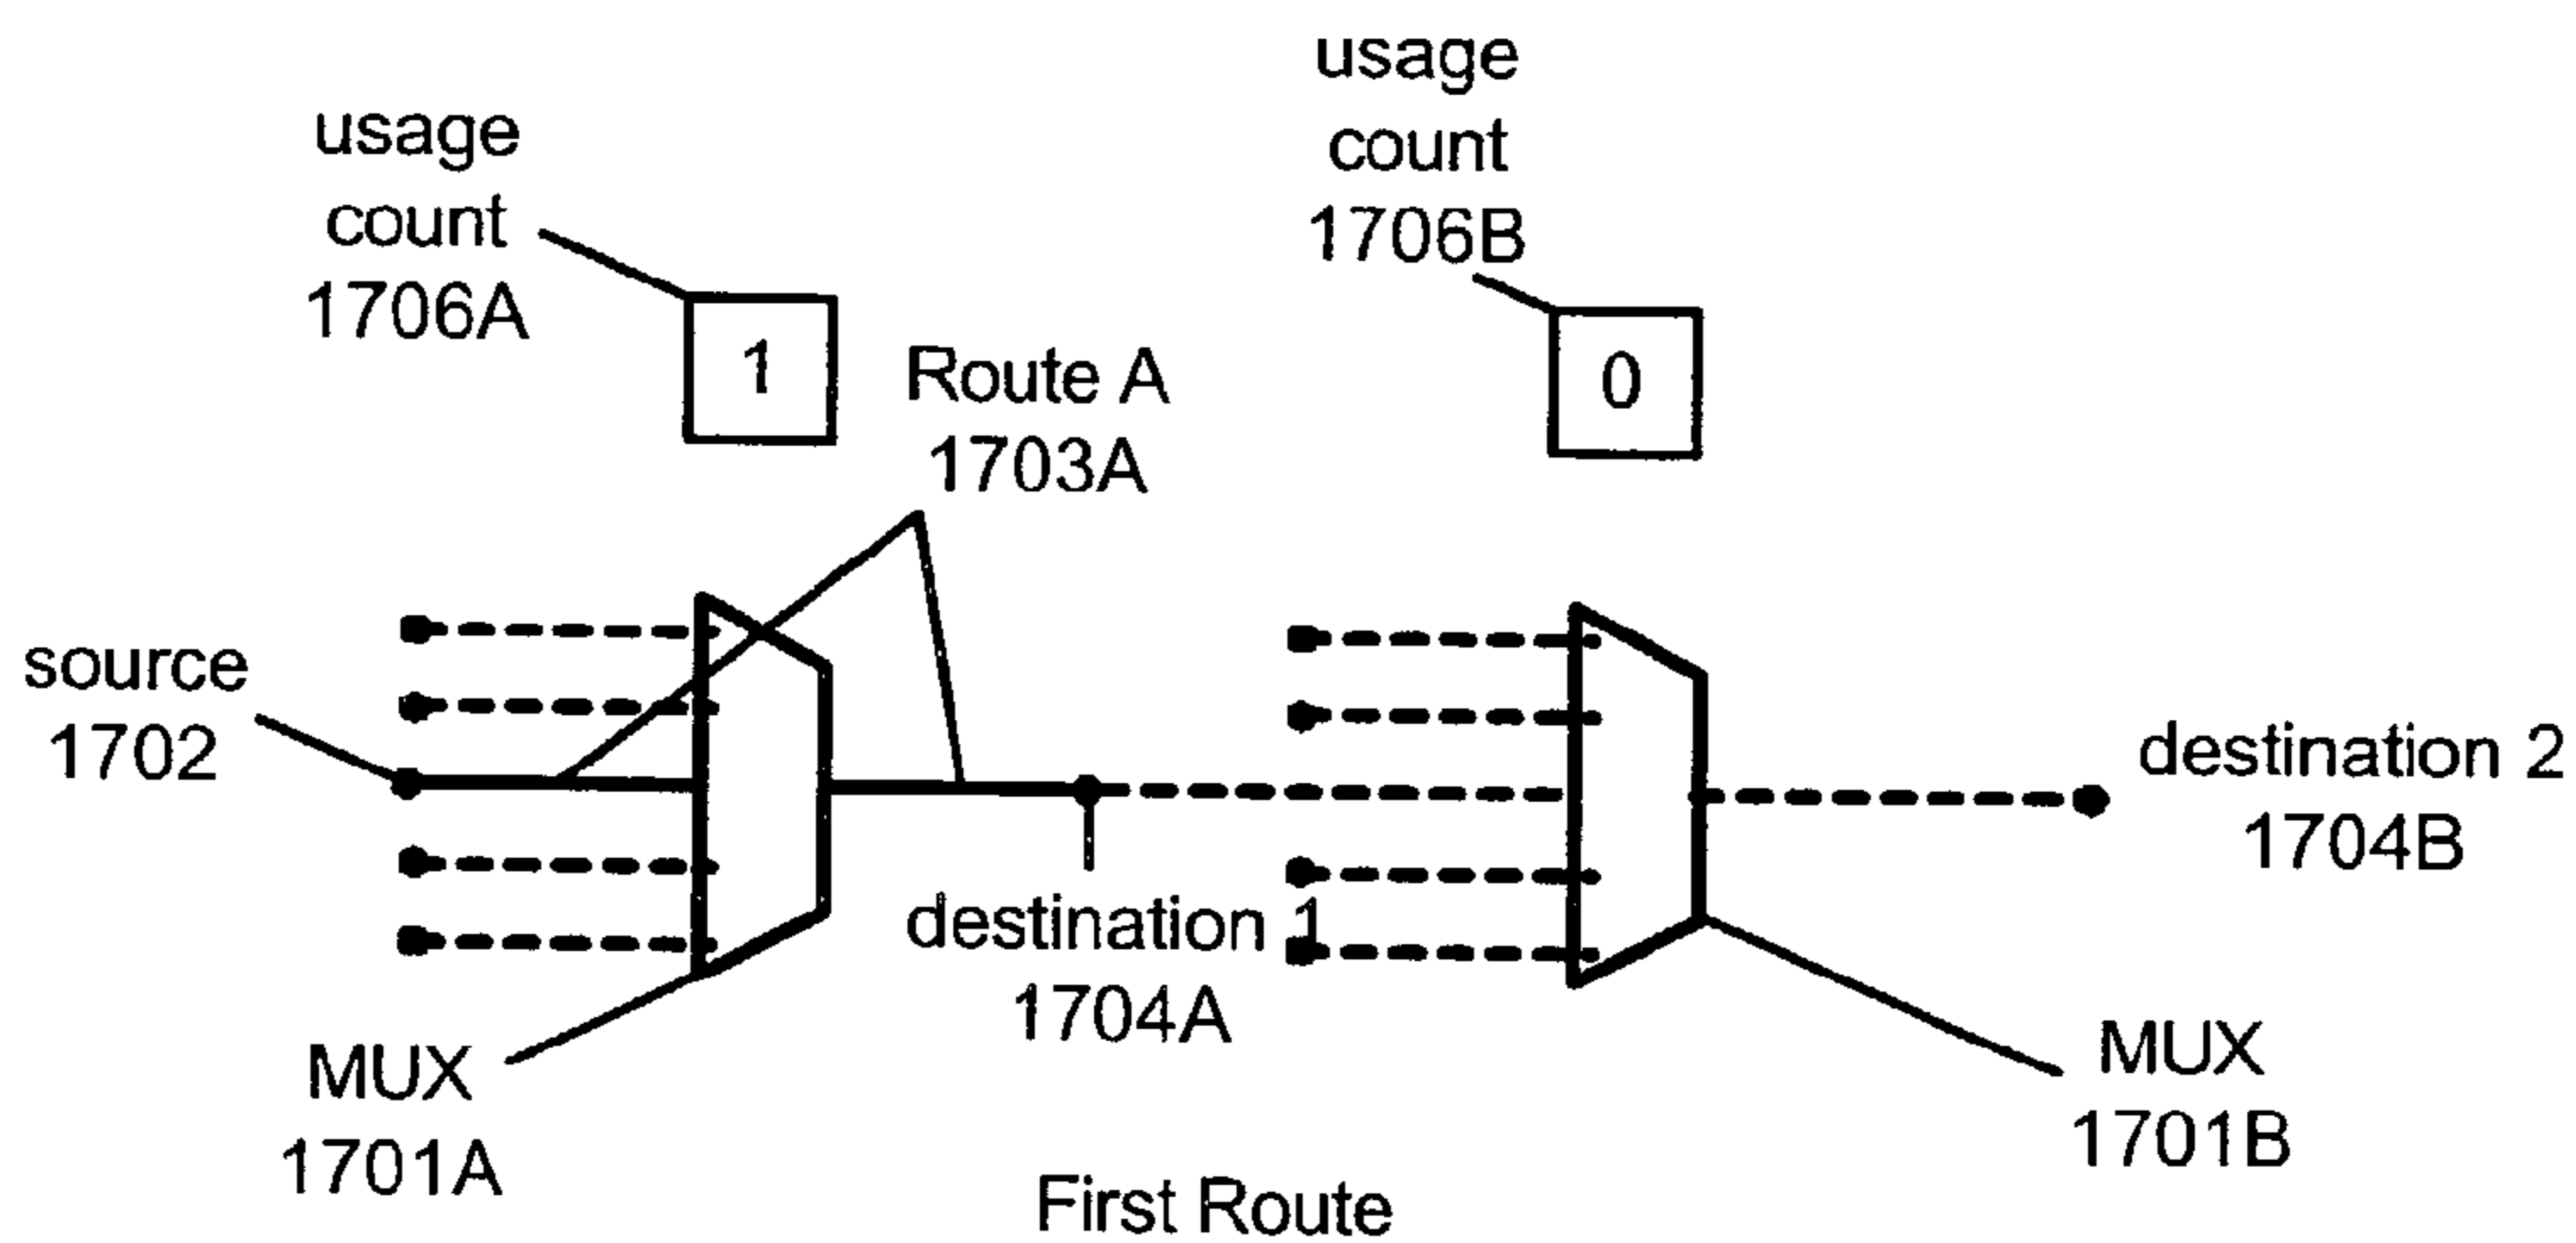 usage
count
1706A
usage
count
1706B
1
0
Route A
1703A
source
1702
destination 1
1704A
destination 2
1704B
MUX
1701A
MUX
1701B
First Route